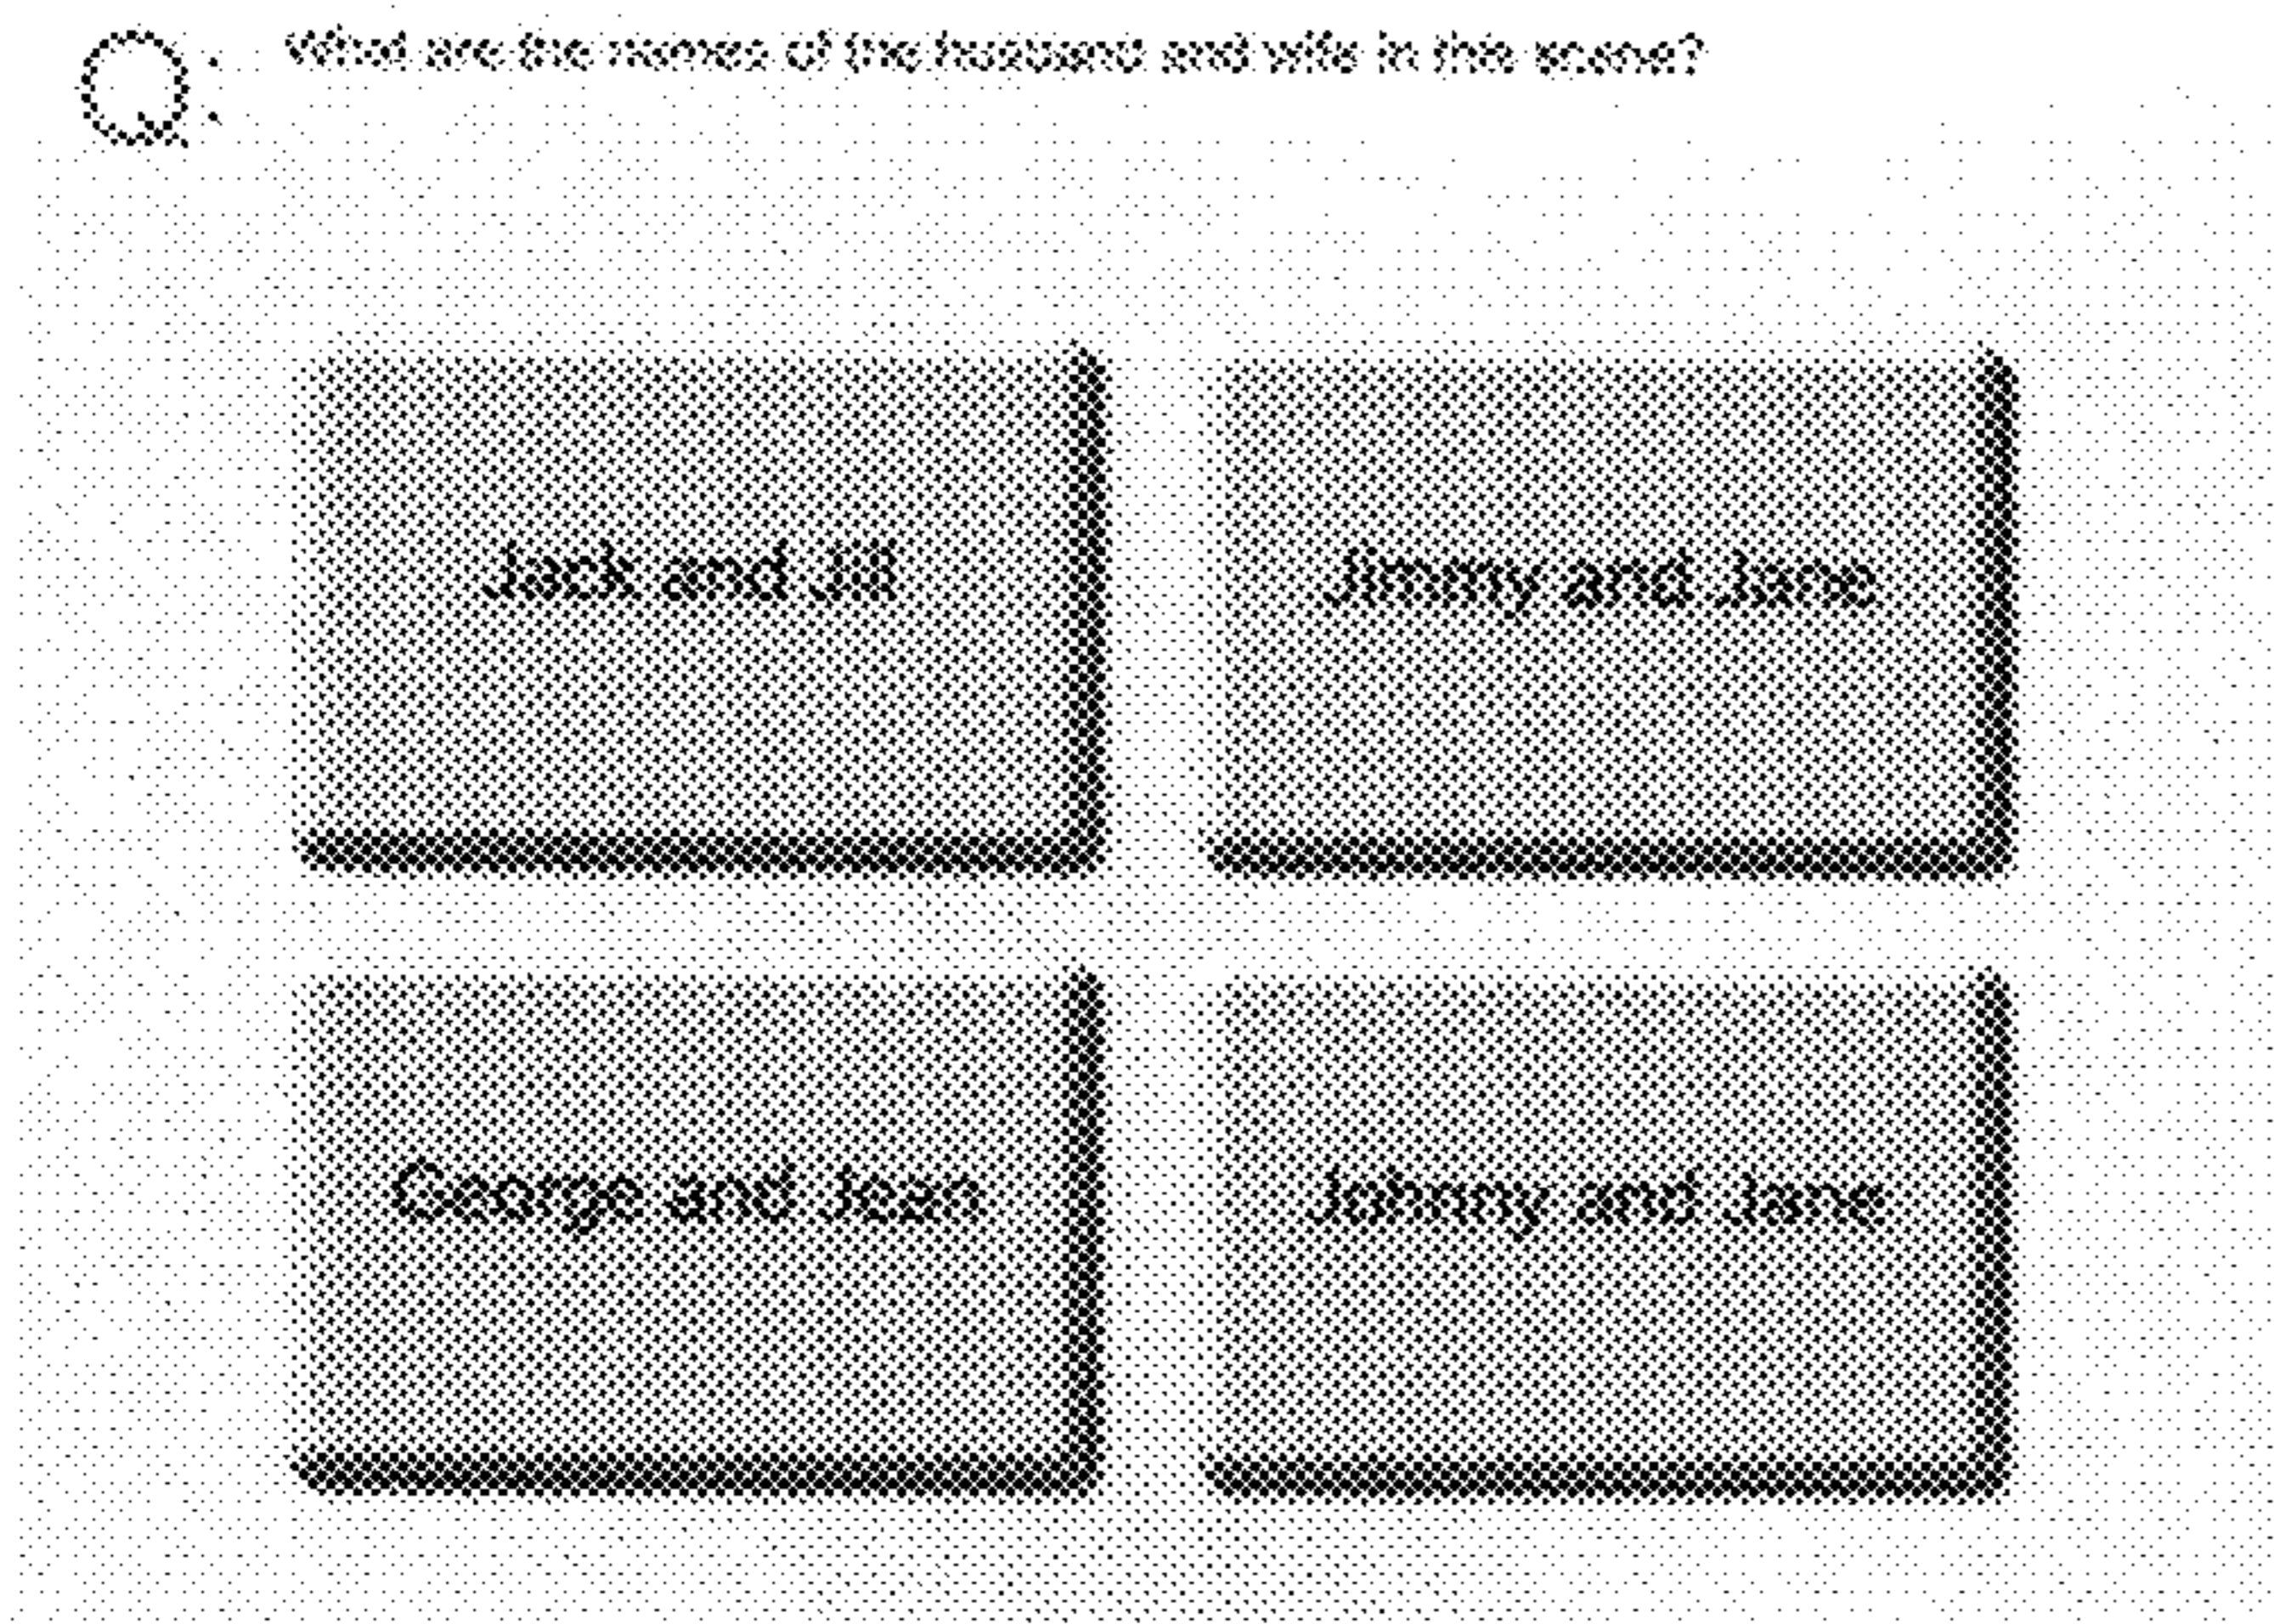 Q: What are the names of the husband and wife in this scene?
Jack and Jill
Jimmy and Jane
George and Jean
Johnny and Jane